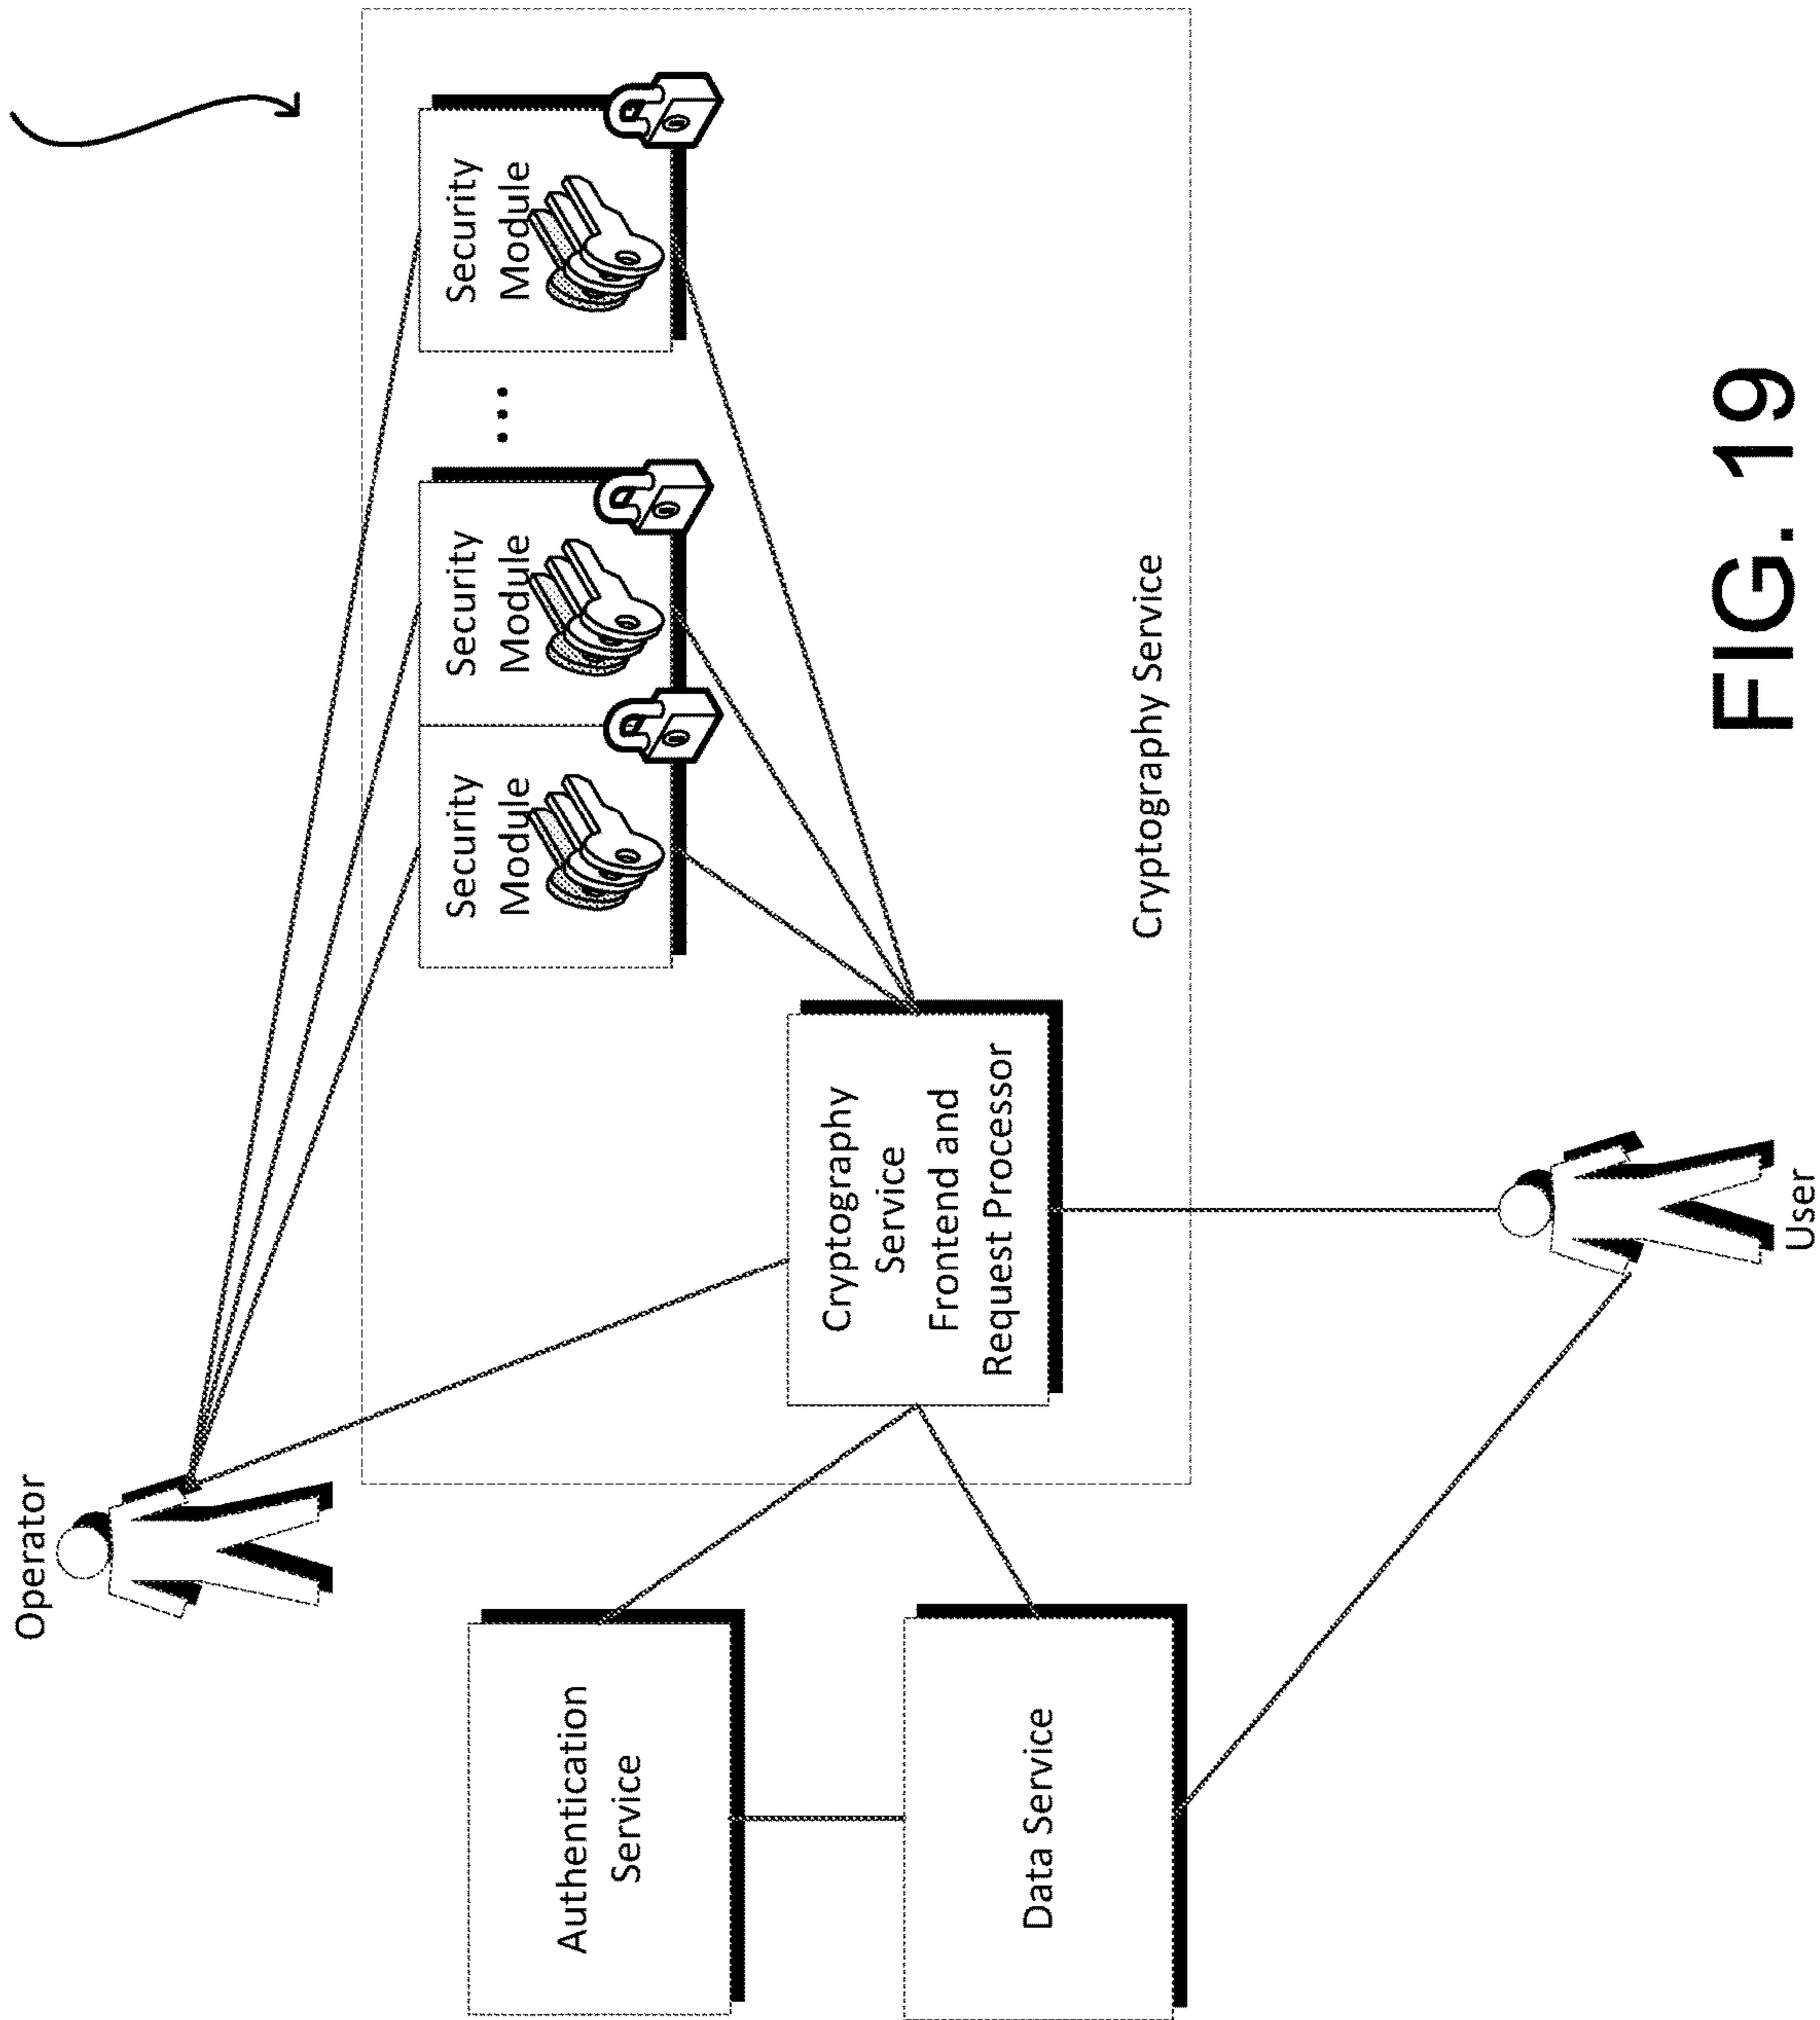 Operator
Authentication
Service
Data Service
Cryptography
Service
Frontend and
Request Processor
Security
Module
Security
Module
...
Security
Module
Cryptography Service
User
FIG. 19